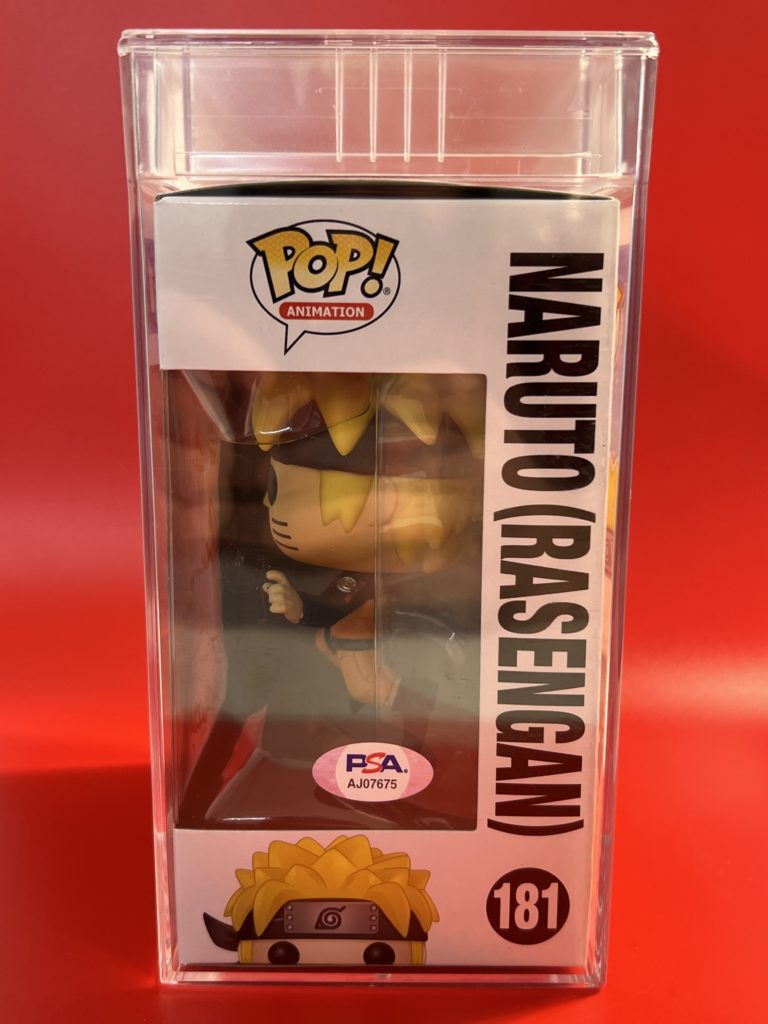 POP!®
ANIMATION
NARUTO (RASENGAN)
PSA®
AJ07675
181